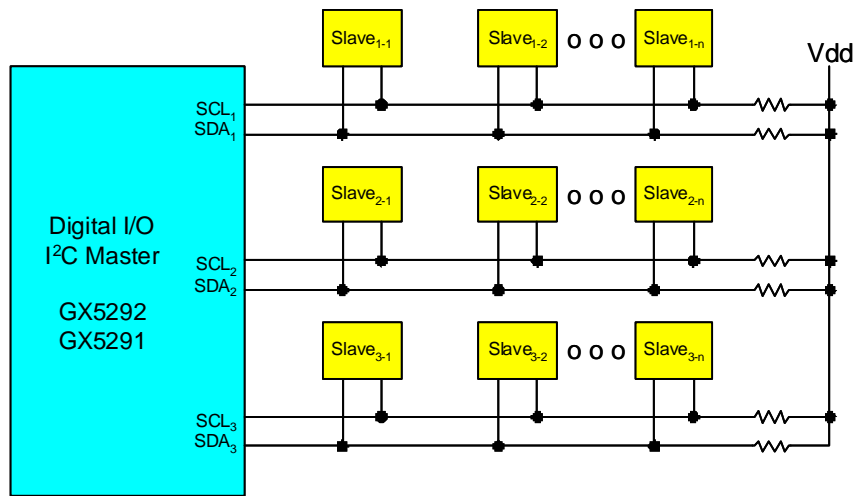 Slave₁₋₁ Slave₁₋₂ o o o Slave₁₋ₙ
Vdd
SCL₁
SDA₁
Slave₂₋₁ Slave₂₋₂ o o o Slave₂₋ₙ
Digital I/O
I²C Master
SCL₂
SDA₂
GX5292
GX5291
Slave₃₋₁ Slave₃₋₂ o o o Slave₃₋ₙ
SCL₃
SDA₃